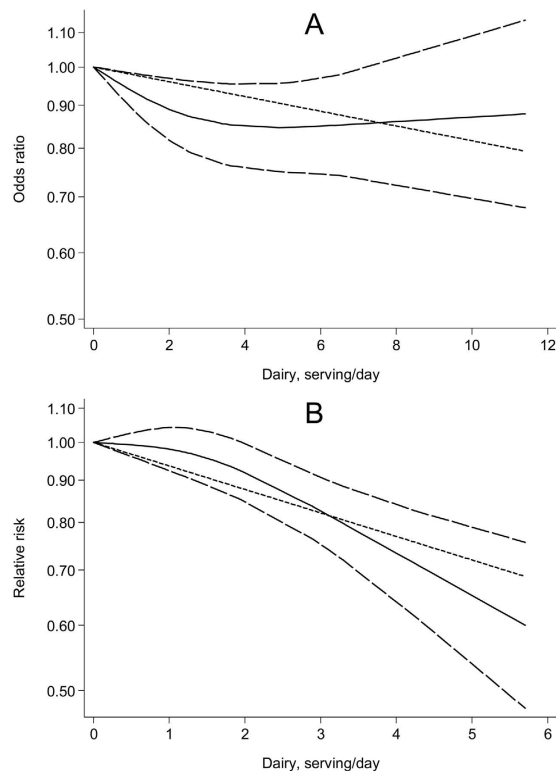 A
1.10
1.00
0.90
0.80
0.70
0.60
0.50
Odds ratio
0 2 4 6 8 10 12
Dairy, serving/day
B
1.10
1.00
0.90
0.80
0.70
0.60
0.50
Relative risk
0 1 2 3 4 5 6
Dairy, serving/day